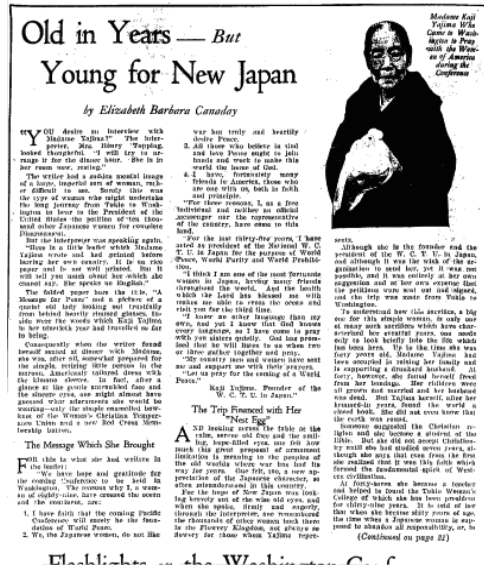 Old in Years — But
Young for New Japan
by Elizabeth Barbara Canaday
Madame Kaji
Tajima Who
Came to Wash-
ington to Pray
with the Wom-
en of America
during the
Conference
"YOU desire an interview with
Madame Tajima?" The inter-
preter, Mrs. Henry Topping,
looked thoughtful. "I will try to ar-
range it for the dinner hour. She is in
her room now, resting."
The writer had a sudden mental image
of a large, imperial sort of woman, rath-
er difficult to see. Surely this was
the type of woman who might undertake
the long journey from Tokio to Wash-
ington to bear to the President of the
United States the petition of ten thou-
sand other Japanese women for complete
Disarmament.
But the interpreter was speaking again.
"Here is a little leaflet which Madame
Tajima wrote and had printed before
leaving her own country. It is on rice
paper and is not well printed. But it
will tell you much about her which she
cannot say. She speaks no English."
The folded paper bore the title, "A
Message for Peace" and a picture of a
quaint old lady looking out trustfully
from behind heavily rimmed glasses. In-
side were the words which Kaji Tajima
in her ninetieth year had travelled so far
to bring.
Consequently when the writer found
herself seated at dinner with Madame,
she was, after all, somewhat prepared for
the simple, retiring little person in the
nurses, Americanly tailored dress with
the kimono sleeve. In fact, after a
glance at the gentle unrubbed face and
the sincere eyes, one might almost have
guessed what adornments she would be
wearing—only the simple enamelled bow-
knot of the Women's Christian Temper-
ance Union and a new Red Cross Mem-
bership button.
The Message Which She Brought
FOR this is what she had written in
the leaflet:
"We have hope and gratitude for
the coming Conference to be held in
Washington. The reasons why I, a wom-
an of eighty-nine, have crossed the ocean
and the continent, are:
1. I have faith that the coming Pacific
Conference will surely be the foun-
dation of World Peace.
2. We, the Japanese women, do not like
war but truly and heartily
desire Peace.
3. All those who believe in God
and love Peace ought to join
hands and work to make this
world the home of God.
4. I have, fortunately many
friends in America, those who
are one with us, both in faith
and principle.
"For these reasons, I, as a free
individual and neither an official
messenger nor the representative
of the country, have come to this
land.
"For the last thirty-five years, I have
acted as president of the National W. C.
T. U. in Japan for the purpose of World
Peace, World Purity and World Prohibi-
tion.
"I think I am one of the most fortunate
women in Japan, having many friends
throughout the world. And the health
which the Lord has blessed me with
makes me able to cross the ocean and
visit you for the third time.
"I know no other language than my
own, and yet I know that God knows
every language, so I have come to pray
with you sisters quietly. God has prom-
ised that he will listen to us when two
or three gather together and pray.
"My country men and women have sent
me and support me with their prayers.
"Let us pray for the coming of a World
Peace."
Kaji Tajima, Founder of the
W. C. T. U. in Japan."
The Trip Financed with Her
"Nest Egg"
AND looking across the table at the
calm, serene old face and the smil-
ing, hope-filled eyes, one felt how
much this great proposal of armament
limitation is meaning to the peoples of
the old worlds where war has had its
way for years. One felt, too, a new ap-
preciation of the Japanese character, so
often misunderstood in this country.
For the hope of New Japan was look-
ing bravely out of the wise old eyes, and
when she spoke, firmly and eagerly,
through the interpreter, one remembered
the thousands of other women back there
in the Flowery Kingdom, not always so
flowery for those whom Tajima repre-
sents.
Although she is the founder and the
president of the W. C. T. U. in Japan,
and although it was the wish of the or-
ganization to send her, yet it was not
possible, and it was entirely at her own
suggestion and at her own expense that
the petitions were sent out and signed,
and the trip was made from Tokio to
Washington.
To understand how this sacrifice, a big
one for this simple woman, is only one
of many such sacrifices which have char-
acterized her eventful years, one needs
only to look briefly into the life which
has been hers. Up to the time she was
forty years old, Madame Tajima had
been occupied in raising her family and
in supporting a drunkard husband. At
forty, however, she found herself freed
from her bondage. Her children were
all grown and married and her husband
was dead. But Tajima herself, after her
hemmed-in years, found the world a
closed book. She did not even know that
the earth was round.
Someone suggested the Christian re-
ligion and she became a student of the
Bible. But she did not accept Christian-
ity until she had studied seven years, al-
though she says that even from the first
she realized that it was this faith which
formed the fundamental spirit of West-
ern civilization.
At forty-seven she became a teacher
and helped to found the Tokio Woman's
College of which she has been president
for thirty-nine years. It is told of her
that when she became sixty years of age,
the time when a Japanese woman is sup-
posed to abandon all responsibility, or, in
(Continued on page 21)